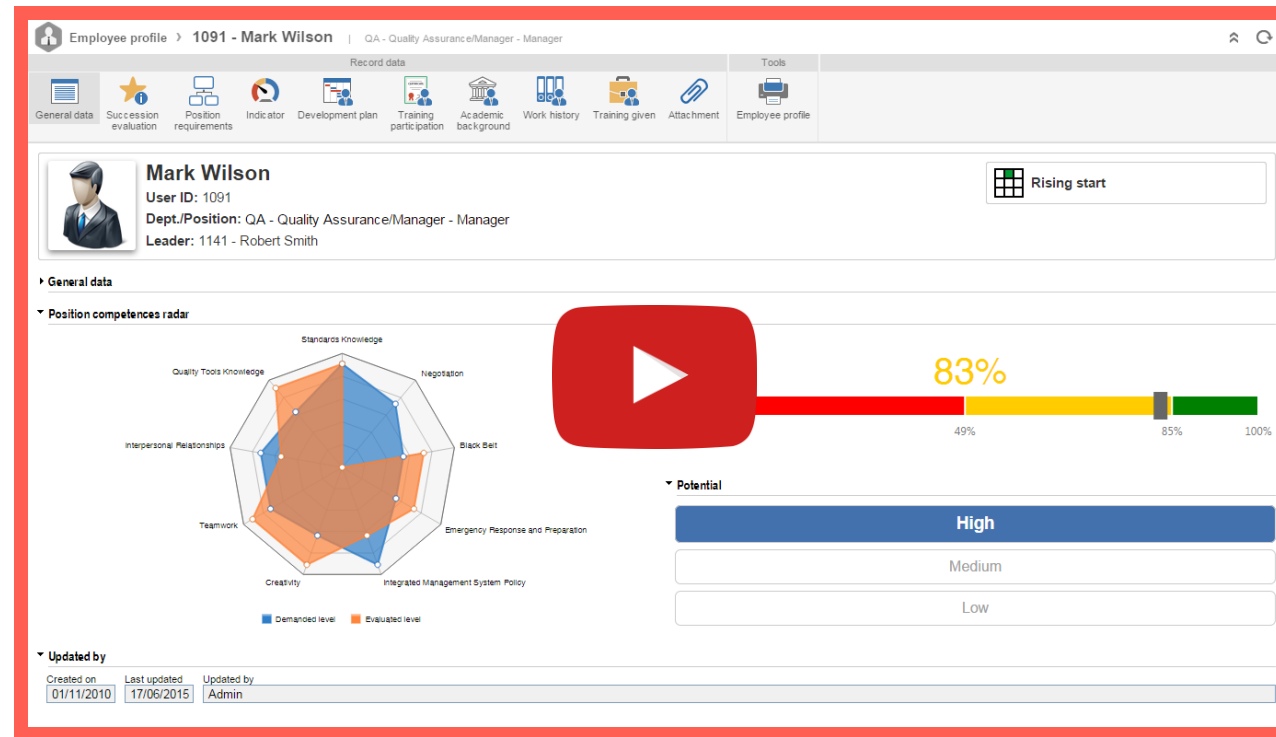 Employee profile › 1091 - Mark Wilson | QA - Quality Assurance/Manager - Manager
Record data
Tools
General data
Succession evaluation
Position requirements
Indicator
Development plan
Training participation
Academic background
Work history
Training given
Attachment
Employee profile
Mark Wilson
User ID: 1091
Dept./Position: QA - Quality Assurance/Manager - Manager
Leader: 1141 - Robert Smith
Rising start
General data
Position competences radar
Standards Knowledge
Negotiation
Black Belt
Emergency Response and Preparation
Integrated Management System Policy
Creativity
Teamwork
Interpersonal Relationships
Quality Tools Knowledge
Demanded level
Evaluated level
83%
49%
85%
100%
Potential
High
Medium
Low
Updated by
Created on
Last updated
Updated by
01/11/2010
17/06/2015
Admin